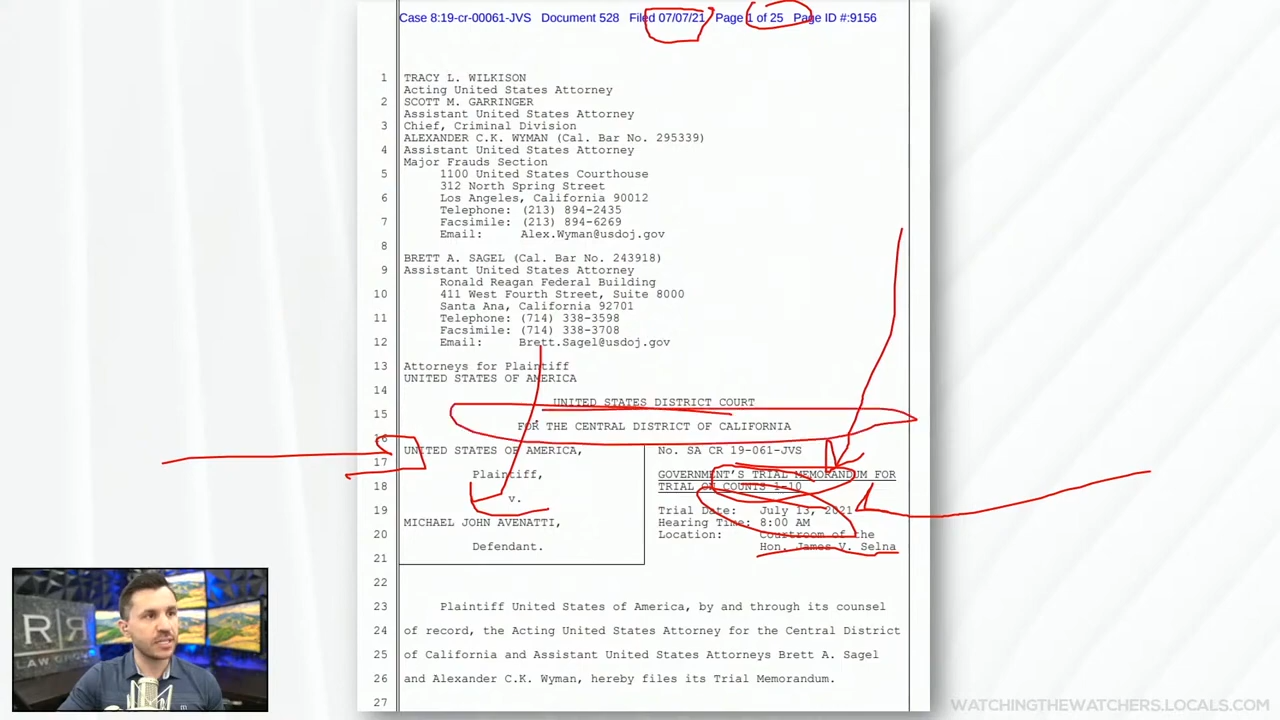 Case 8:19-cr-00061-JVS Document 528 Filed 07/07/21 Page 1 of 25 Page ID #:9156
1 TRACY L. WILKISON
Acting United States Attorney
2 SCOTT M. GARRINGER
Assistant United States Attorney
3 Chief, Criminal Division
ALEXANDER C.K. WYMAN (Cal. Bar No. 295339)
4 Assistant United States Attorney
Major Frauds Section
5 1100 United States Courthouse
312 North Spring Street
6 Los Angeles, California 90012
Telephone: (213) 894-2435
7 Facsimile: (213) 894-6269
Email: Alex.Wyman@usdoj.gov
8
BRETT A. SAGEL (Cal. Bar No. 243918)
9 Assistant United States Attorney
Ronald Reagan Federal Building
10 411 West Fourth Street, Suite 8000
Santa Ana, California 92701
11 Telephone: (714) 338-3598
Facsimile: (714) 338-3708
12 Email: Brett.Sagel@usdoj.gov
13 Attorneys for Plaintiff
UNITED STATES OF AMERICA
14
UNITED STATES DISTRICT COURT
15
FOR THE CENTRAL DISTRICT OF CALIFORNIA
16
UNITED STATES OF AMERICA, No. SA CR 19-061-JVS
17
Plaintiff, GOVERNMENT'S TRIAL MEMORANDUM FOR
18 TRIAL ON COUNTS 1-10
v.
19 Trial Date: July 13, 2021
MICHAEL JOHN AVENATTI, Hearing Time: 8:00 AM
20 Location: Courtroom of the
Defendant. Hon. James V. Selna
21
22
23 Plaintiff United States of America, by and through its counsel
24 of record, the Acting United States Attorney for the Central District
25 of California and Assistant United States Attorneys Brett A. Sagel
26 and Alexander C.K. Wyman, hereby files its Trial Memorandum.
27
R R
LAW GROUP
WATCHINGTHEWATCHERS.LOCALS.COM